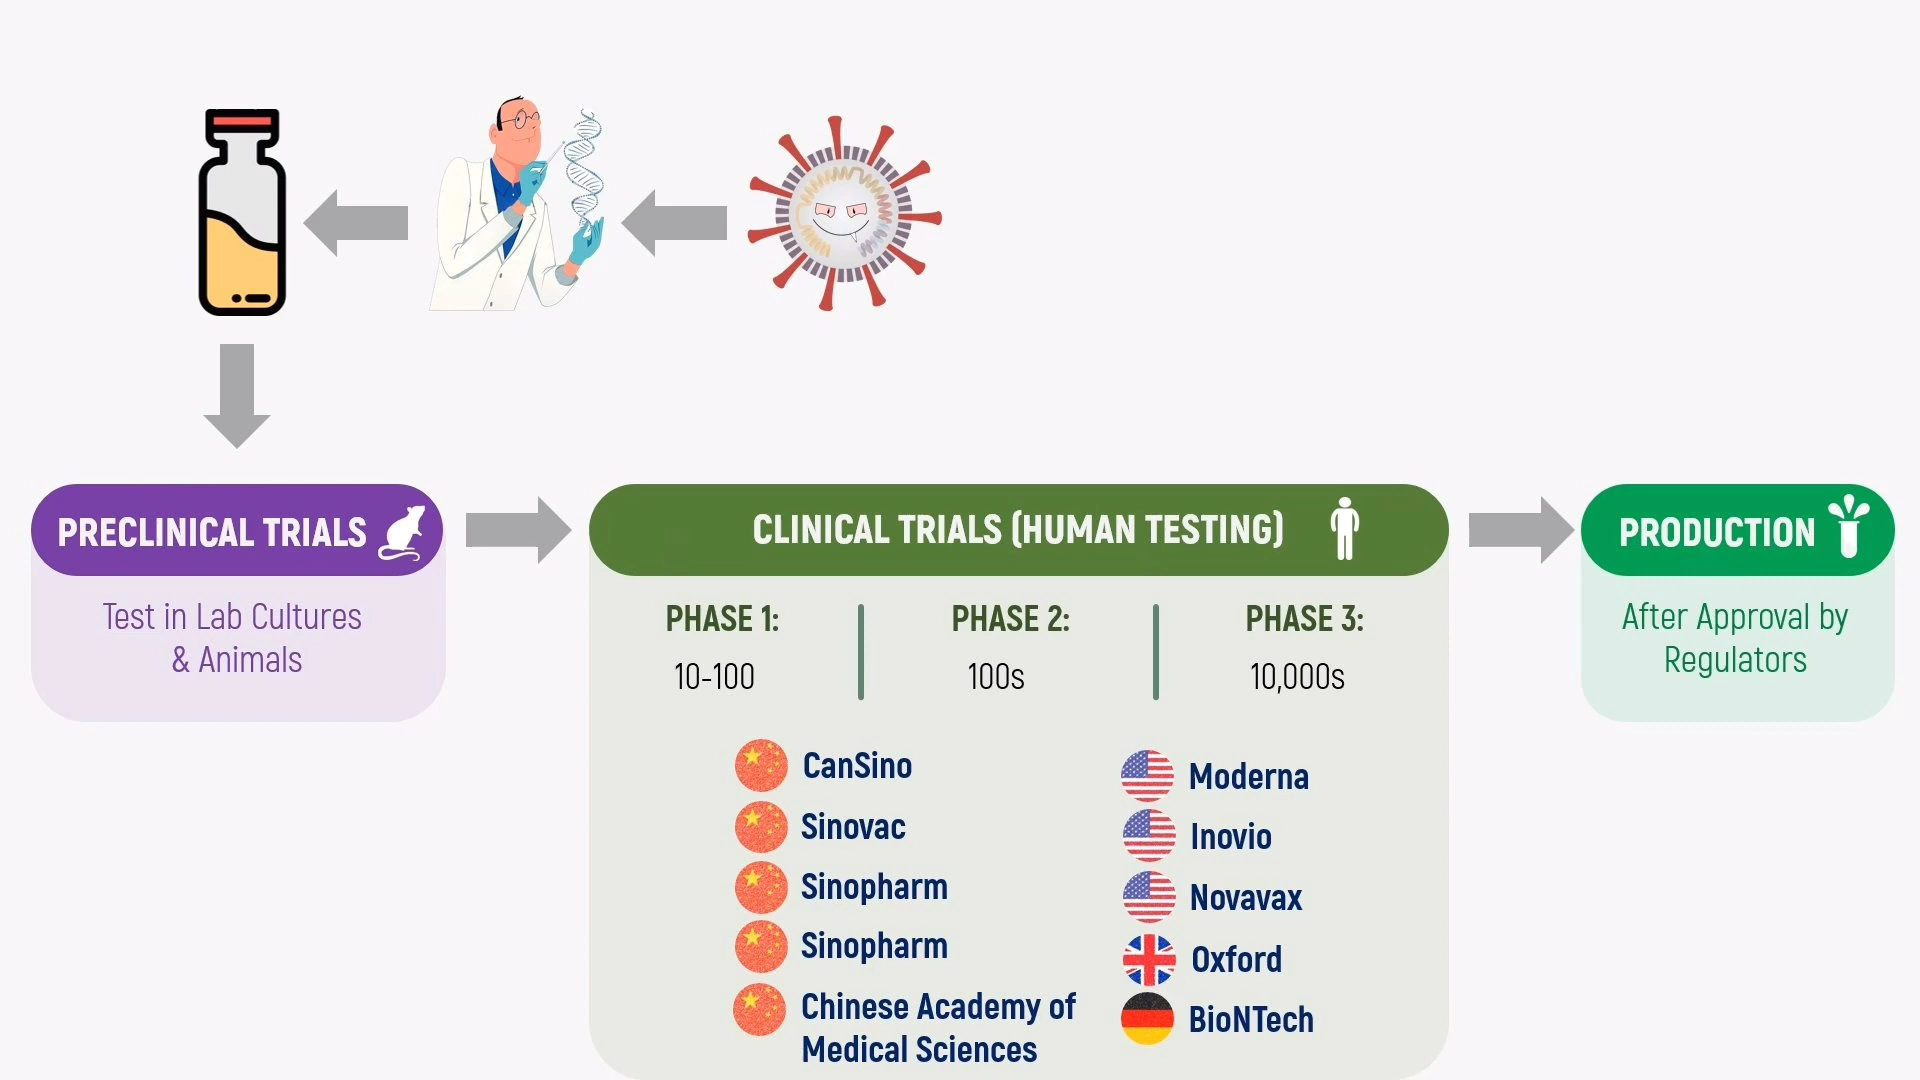 PRECLINICAL TRIALS
Test in Lab Cultures
& Animals
CLINICAL TRIALS (HUMAN TESTING)
PHASE 1:
10-100
PHASE 2:
100s
PHASE 3:
10,000s
CanSino
Sinovac
Sinopharm
Sinopharm
Chinese Academy of
Medical Sciences
Moderna
Inovio
Novavax
Oxford
BioNTech
PRODUCTION
After Approval by
Regulators